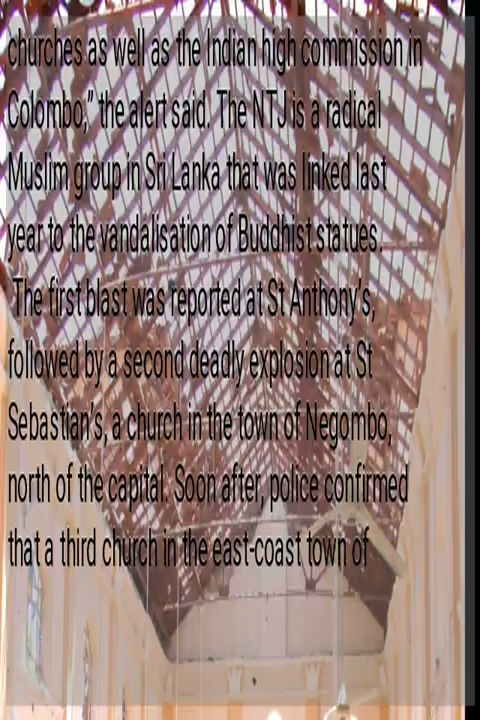 churches as well as the Indian high commission in
Colombo,” the alert said. The NTJ is a radical
Muslim group in Sri Lanka that was linked last
year to the vandalisation of Buddhist statues.
The first blast was reported at St Anthony’s,
followed by a second deadly explosion at St
Sebastian’s, a church in the town of Negombo,
north of the capital. Soon after, police confirmed
that a third church in the east-coast town of